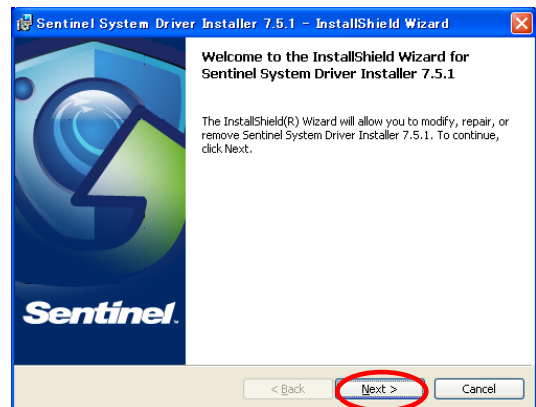 Sentinel System Driver Installer 7.5.1 - InstallShield Wizard
Welcome to the InstallShield Wizard for
Sentinel System Driver Installer 7.5.1
The InstallShield(R) Wizard will allow you to modify, repair, or
remove Sentinel System Driver Installer 7.5.1. To continue,
click Next.
Sentinel.
< Back Next > Cancel